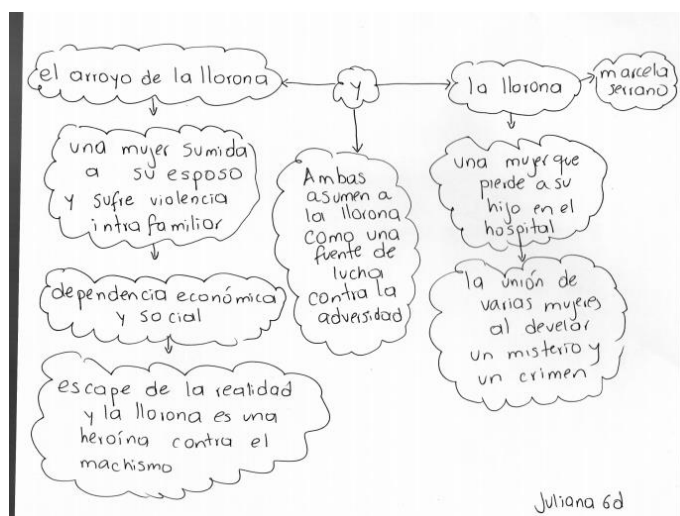 el arroyo de la llorona
y
la llorona
marcela
serrano
una mujer sumida
a su esposo
y sufre violencia
intrafamiliar
Ambas
asumen a
la llorona
como una
fuente de
lucha
contra la
adversidad
una mujer que
pierde a su
hijo en el
hospital
dependencia económica
y social
la unión de
varias mujeres
al develar
un misterio y
un crimen
escape de la realidad
y la llorona es una
heroína contra el
machismo
Juliana 6d